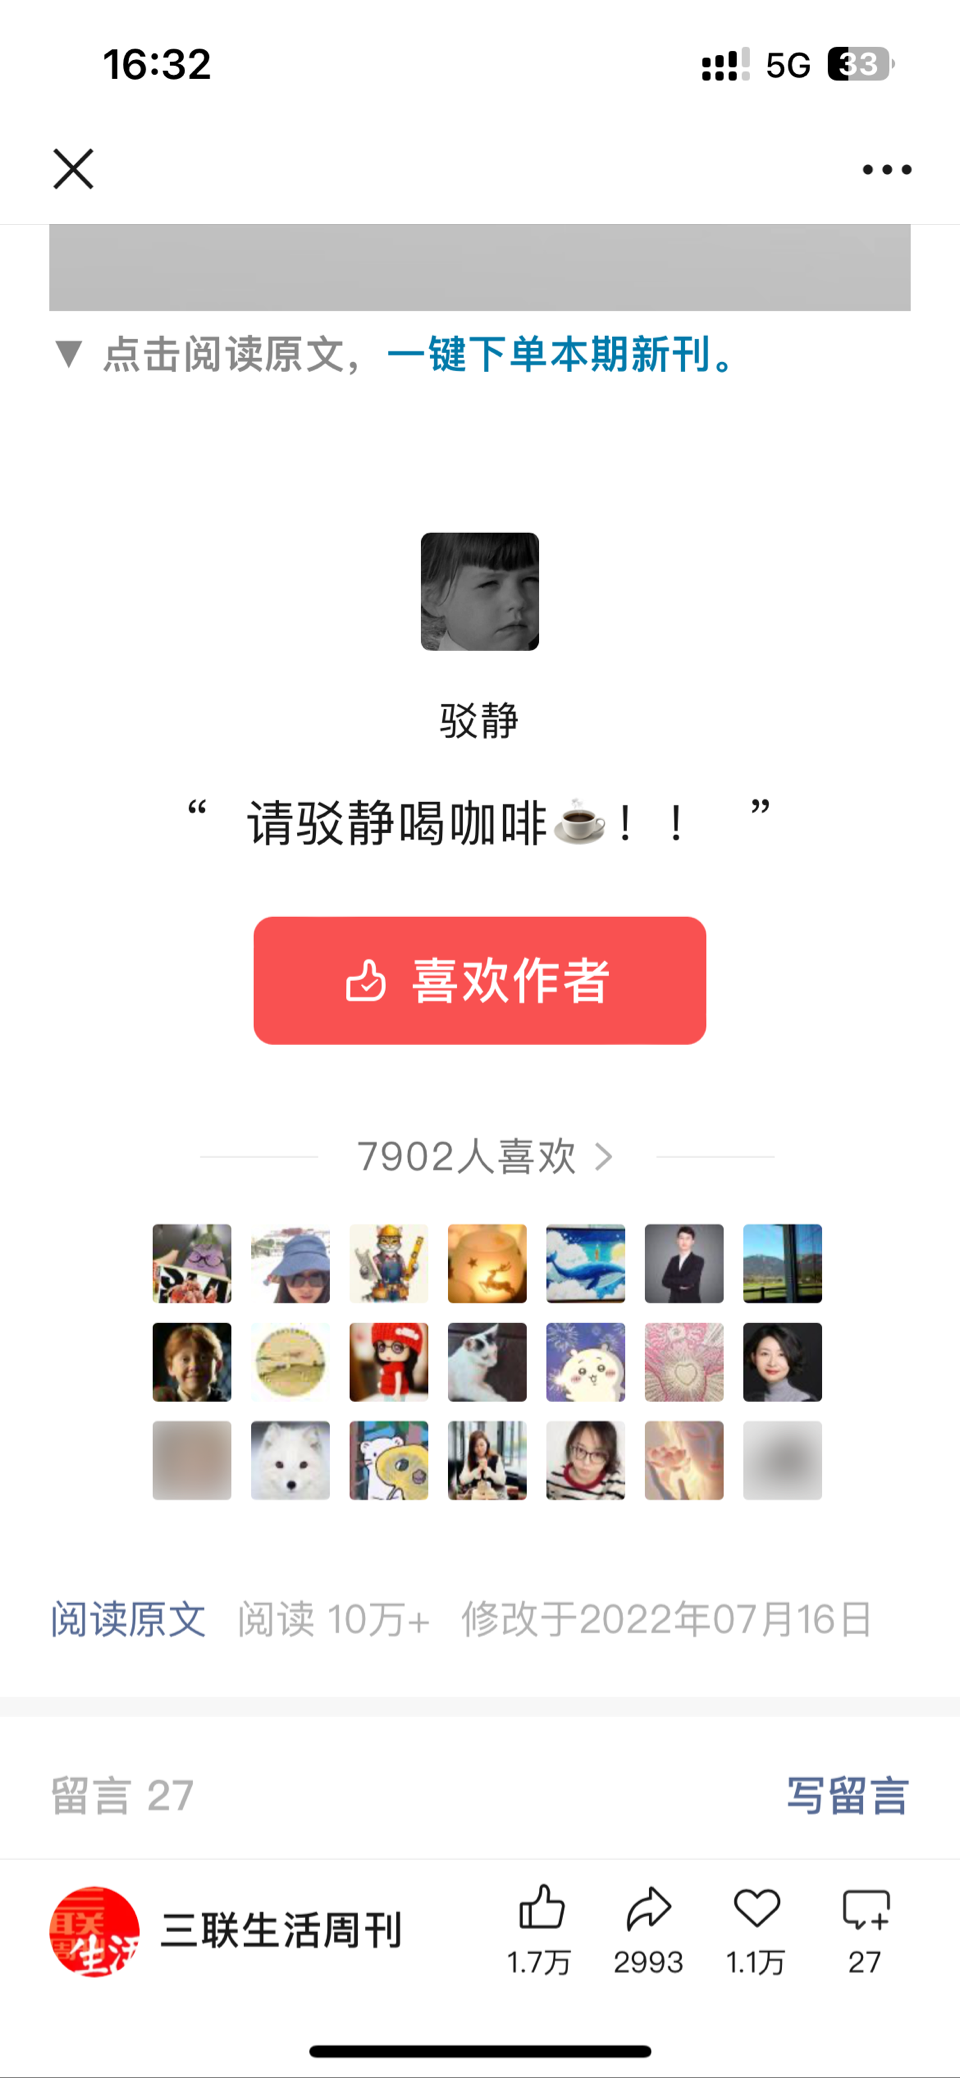 16:32
5G 33
▼ 点击阅读原文，一键下单本期新刊。
驳静
“ 请驳静喝咖啡☕！！ ”
喜欢作者
7902人喜欢
阅读原文 阅读 10万+ 修改于2022年07月16日
留言 27
写留言
三联生活周刊
1.7万 2993 1.1万 27